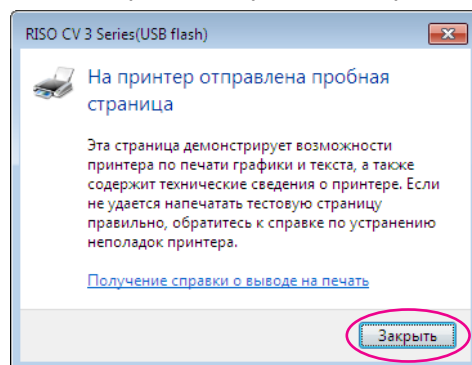 RISO CV 3 Series(USB flash)
На принтер отправлена пробная
страница
Эта страница демонстрирует возможности
принтера по печати графики и текста, а также
содержит технические сведения о принтере. Если
не удается напечатать тестовую страницу
правильно, обратитесь к справке по устранению
неполадок принтера.
Получение справки о выводе на печать
Закрыть